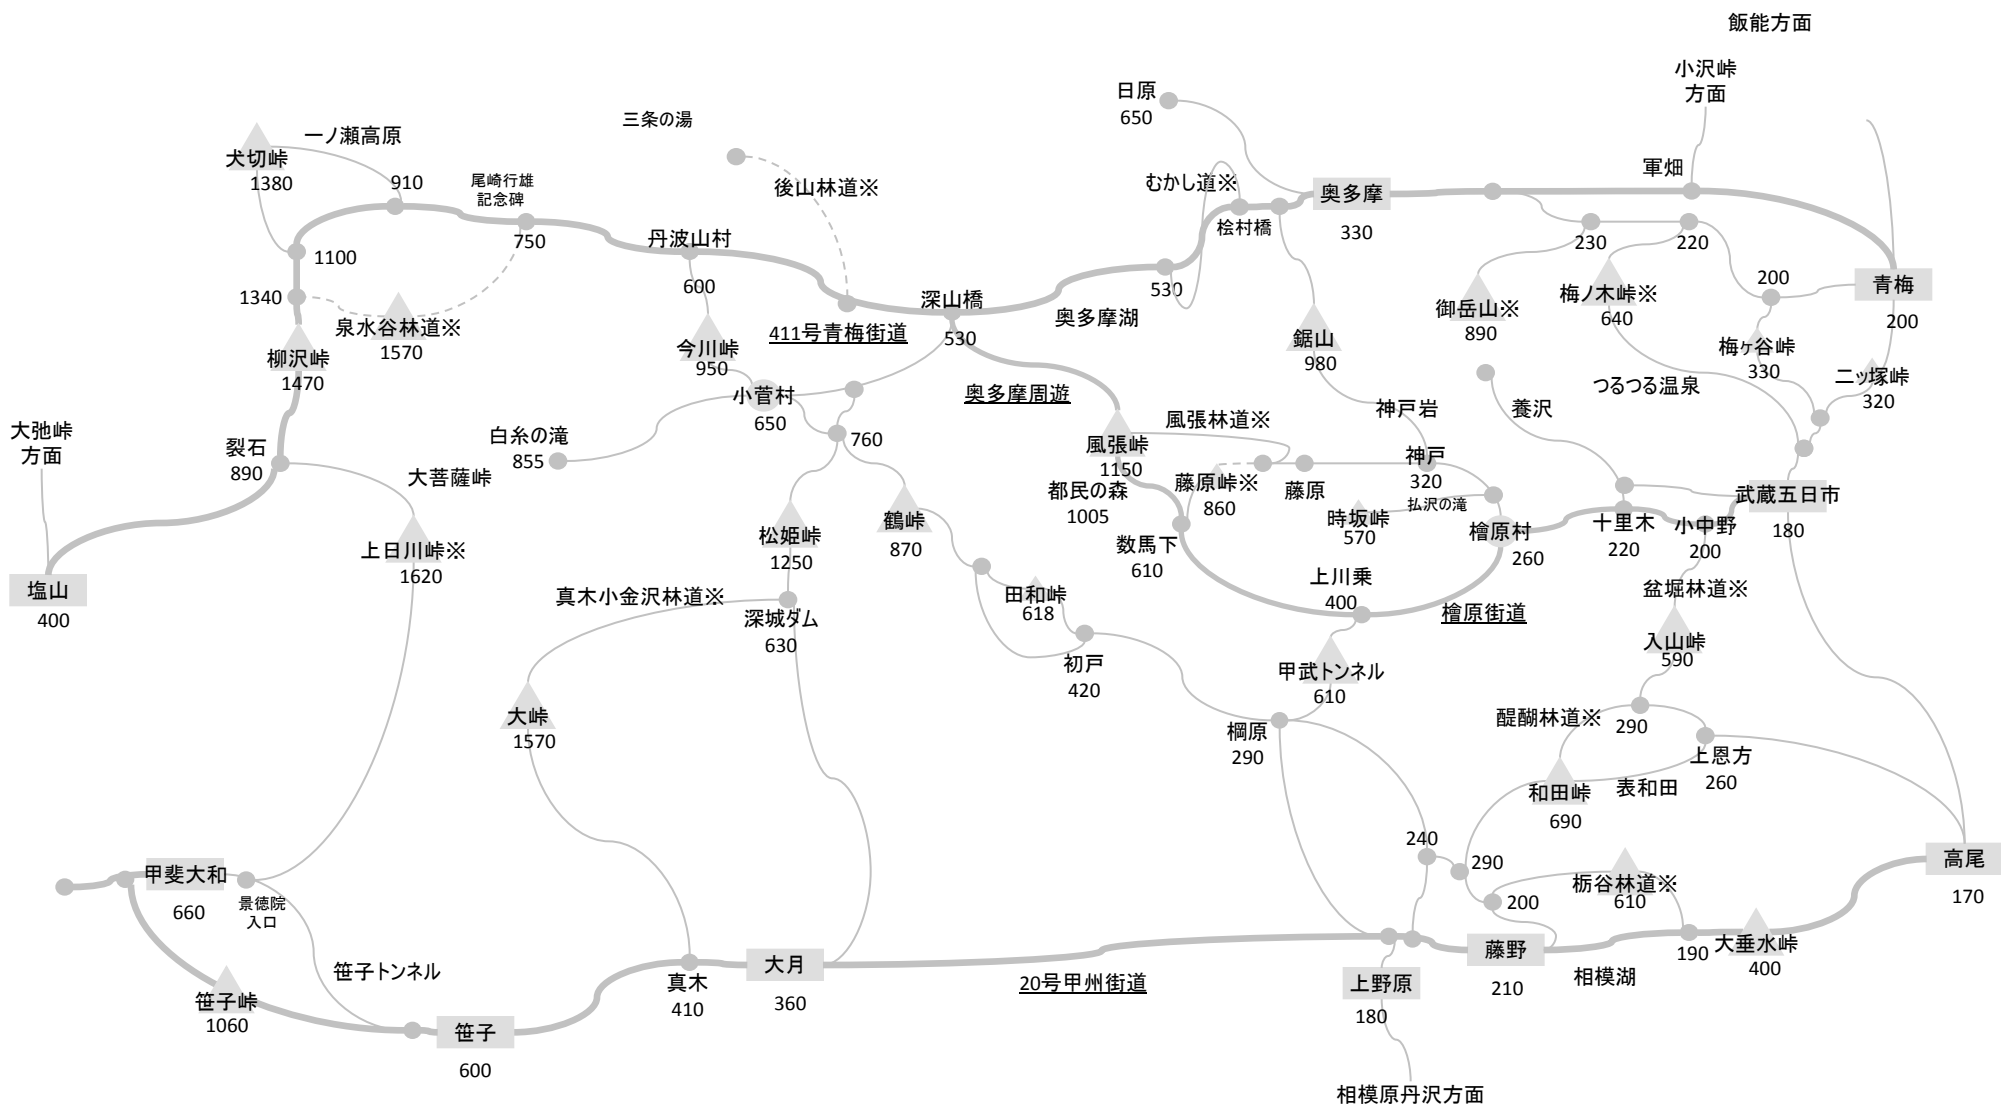 飯能方面
小沢峠
方面
日原
650
三条の湯
一ノ瀬高原
犬切峠
1380
910
尾崎行雄
記念碑
750
後山林道※
むかし道※
桧村橋
奥多摩
330
軍畑
丹波山村
600
1100
1340
泉水谷林道※
1570
柳沢峠
1470
411号青梅街道
深山橋
530
奥多摩湖
530
230
220
200
青梅
200
御岳山※
890
梅ノ木峠※
640
梅ヶ谷峠
330
二ッ塚峠
320
今川峠
950
鋸山
980
小菅村
650
奥多摩周遊
つるつる温泉
養沢
神戸岩
大弛峠
方面
裂石
890
大菩薩峠
白糸の滝
855
760
風張峠
1150
風張林道※
都民の森
1005
藤原峠※
860
藤原
神戸
320
払沢の滝
時坂峠
570
檜原村
260
十里木
220
小中野
200
武蔵五日市
180
上日川峠※
1620
松姫峠
1250
鶴峠
870
数馬下
610
上川乗
400
檜原街道
盆堀林道※
入山峠
590
塩山
400
真木小金沢林道※
深城ダム
630
田和峠
618
初戸
420
甲武トンネル
610
大峠
1570
棡原
290
醍醐林道※
290
上恩方
260
和田峠
690
表和田
240
290
高尾
170
甲斐大和
660
景徳院
入口
栃谷林道※
610
200
190
大垂水峠
400
笹子トンネル
笹子峠
1060
真木
410
大月
360
20号甲州街道
上野原
180
藤野
210
相模湖
笹子
600
相模原丹沢方面